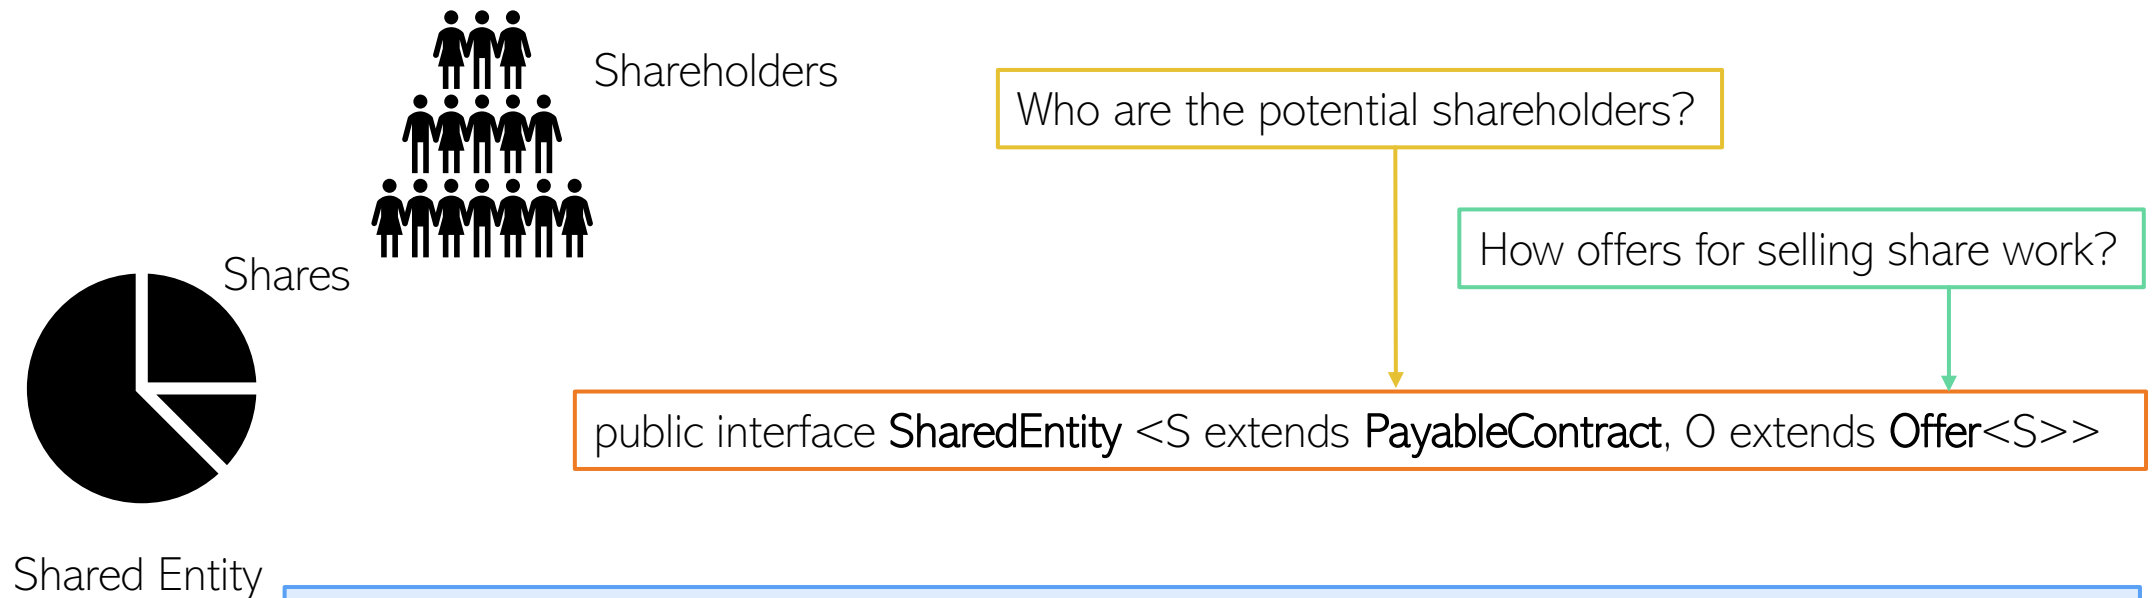 Shareholders
Who are the potential shareholders?
How offers for selling share work?
Shares
public interface SharedEntity <S extends PayableContract, O extends Offer<S>>
Shared Entity